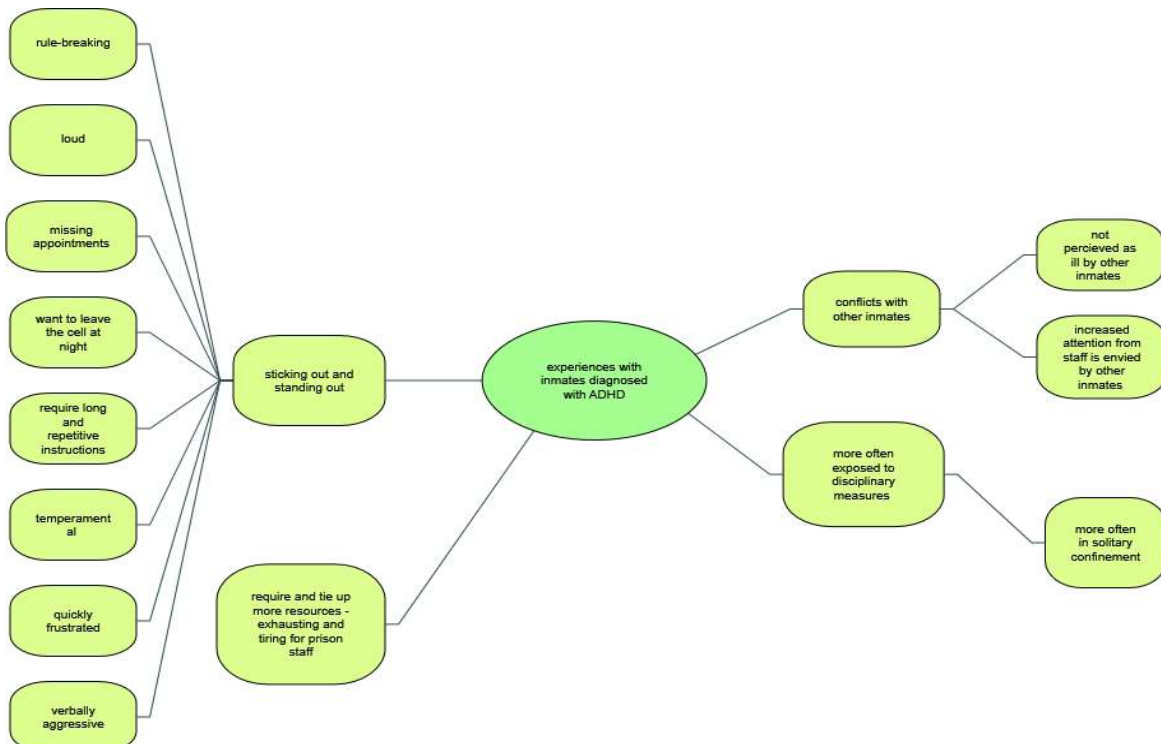 rule-breaking
loud
missing
appointments
want to leave
the cell at
night
require long
and
repetitive
instructions
temperament
al
quickly
frustrated
verbally
aggressive
sticking out and
standing out
require and tie up
more resources -
exhausting and
tiring for prison
staff
experiences with
inmates diagnosed
with ADHD
conflicts with
other inmates
more often
exposed to
disciplinary
measures
not
percieved as
ill by other
inmates
increased
attention from
staff is envied
by other
inmates
more often
in solitary
confinement